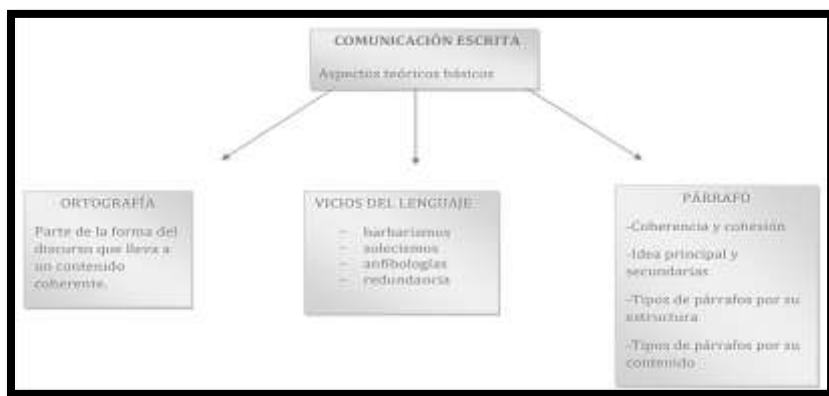 COMUNICACIÓN ESCRITA
Aspectos teóricos básicos
ORTOGRAFÍA
Parte de la forma del
discurso que lleva a
un contenido
coherente.
VICIOS DEL LENGUAJE
– barbarismos
– solecismos
– anfibologías
– redundancia
PÁRRAFO
-Coherencia y cohesión
-Idea principal y
secundarias
-Tipos de párrafos por su
estructura
-Tipos de párrafos por su
contenido